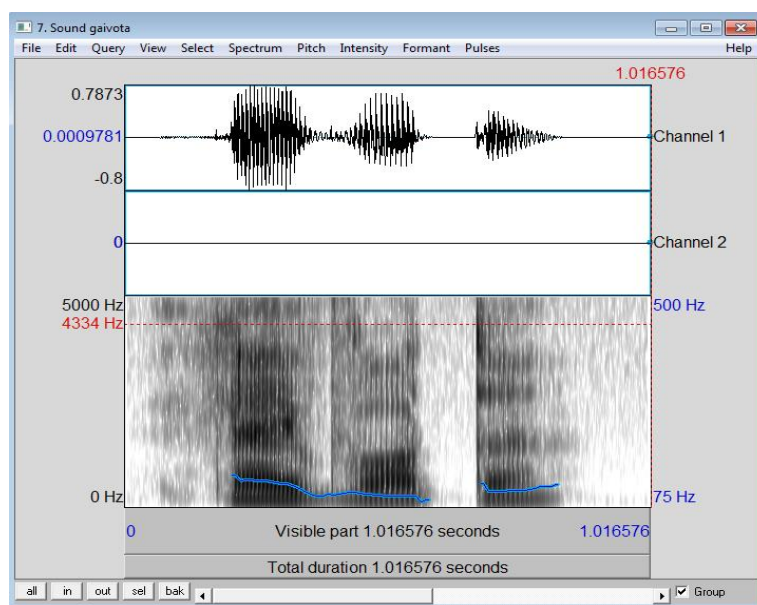 7. Sound gaivota
File Edit Query View Select Spectrum Pitch Intensity Formant Pulses Help
1.016576
0.7873
0.0009781
-0.8
Channel 1
0
Channel 2
5000 Hz
4334 Hz
500 Hz
0 Hz
75 Hz
0 Visible part 1.016576 seconds 1.016576
Total duration 1.016576 seconds
all in out sel bak Group